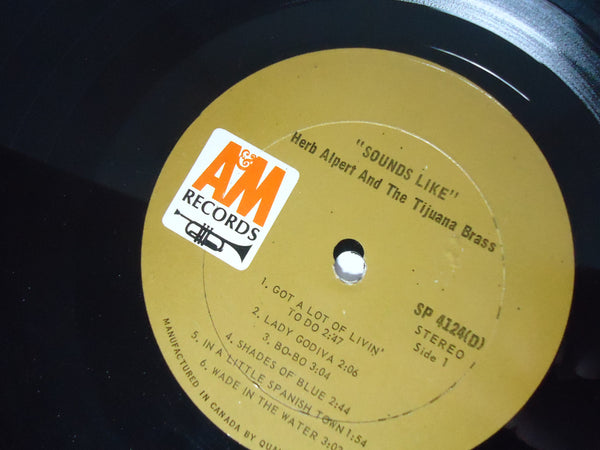 "SOUNDS LIKE"
Herb Alpert And The Tijuana Brass
A&M
RECORDS
SP 4124(D)
STEREO
Side 1
1. GOT A LOT OF LIVIN'
TO DO 2:47
2. LADY GODIVA 2:06
3. BO-BO 3:04
4. SHADES OF BLUE 2:44
5. IN A LITTLE SPANISH TOWN 1:54
6. WADE IN THE WATER
MANUFACTURED IN CANADA BY